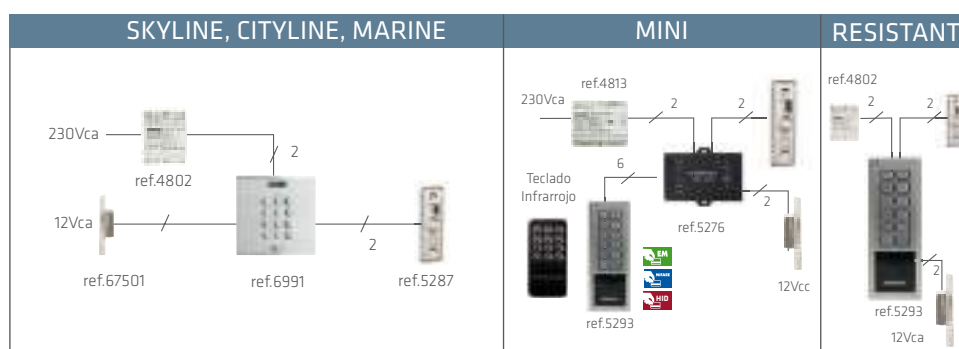 SKYLINE, CITYLINE, MARINE
230Vca
ref.4802
2
12Vca
2
ref.67501
ref.6991
ref.5287
MINI
ref.4813
230Vca
2
2
6
Teclado
Infrarrojo
2
ref.5276
EM
HID
12Vcc
ref.5293
RESISTANT
ref.4802
2
2
2
ref.5293
12Vca